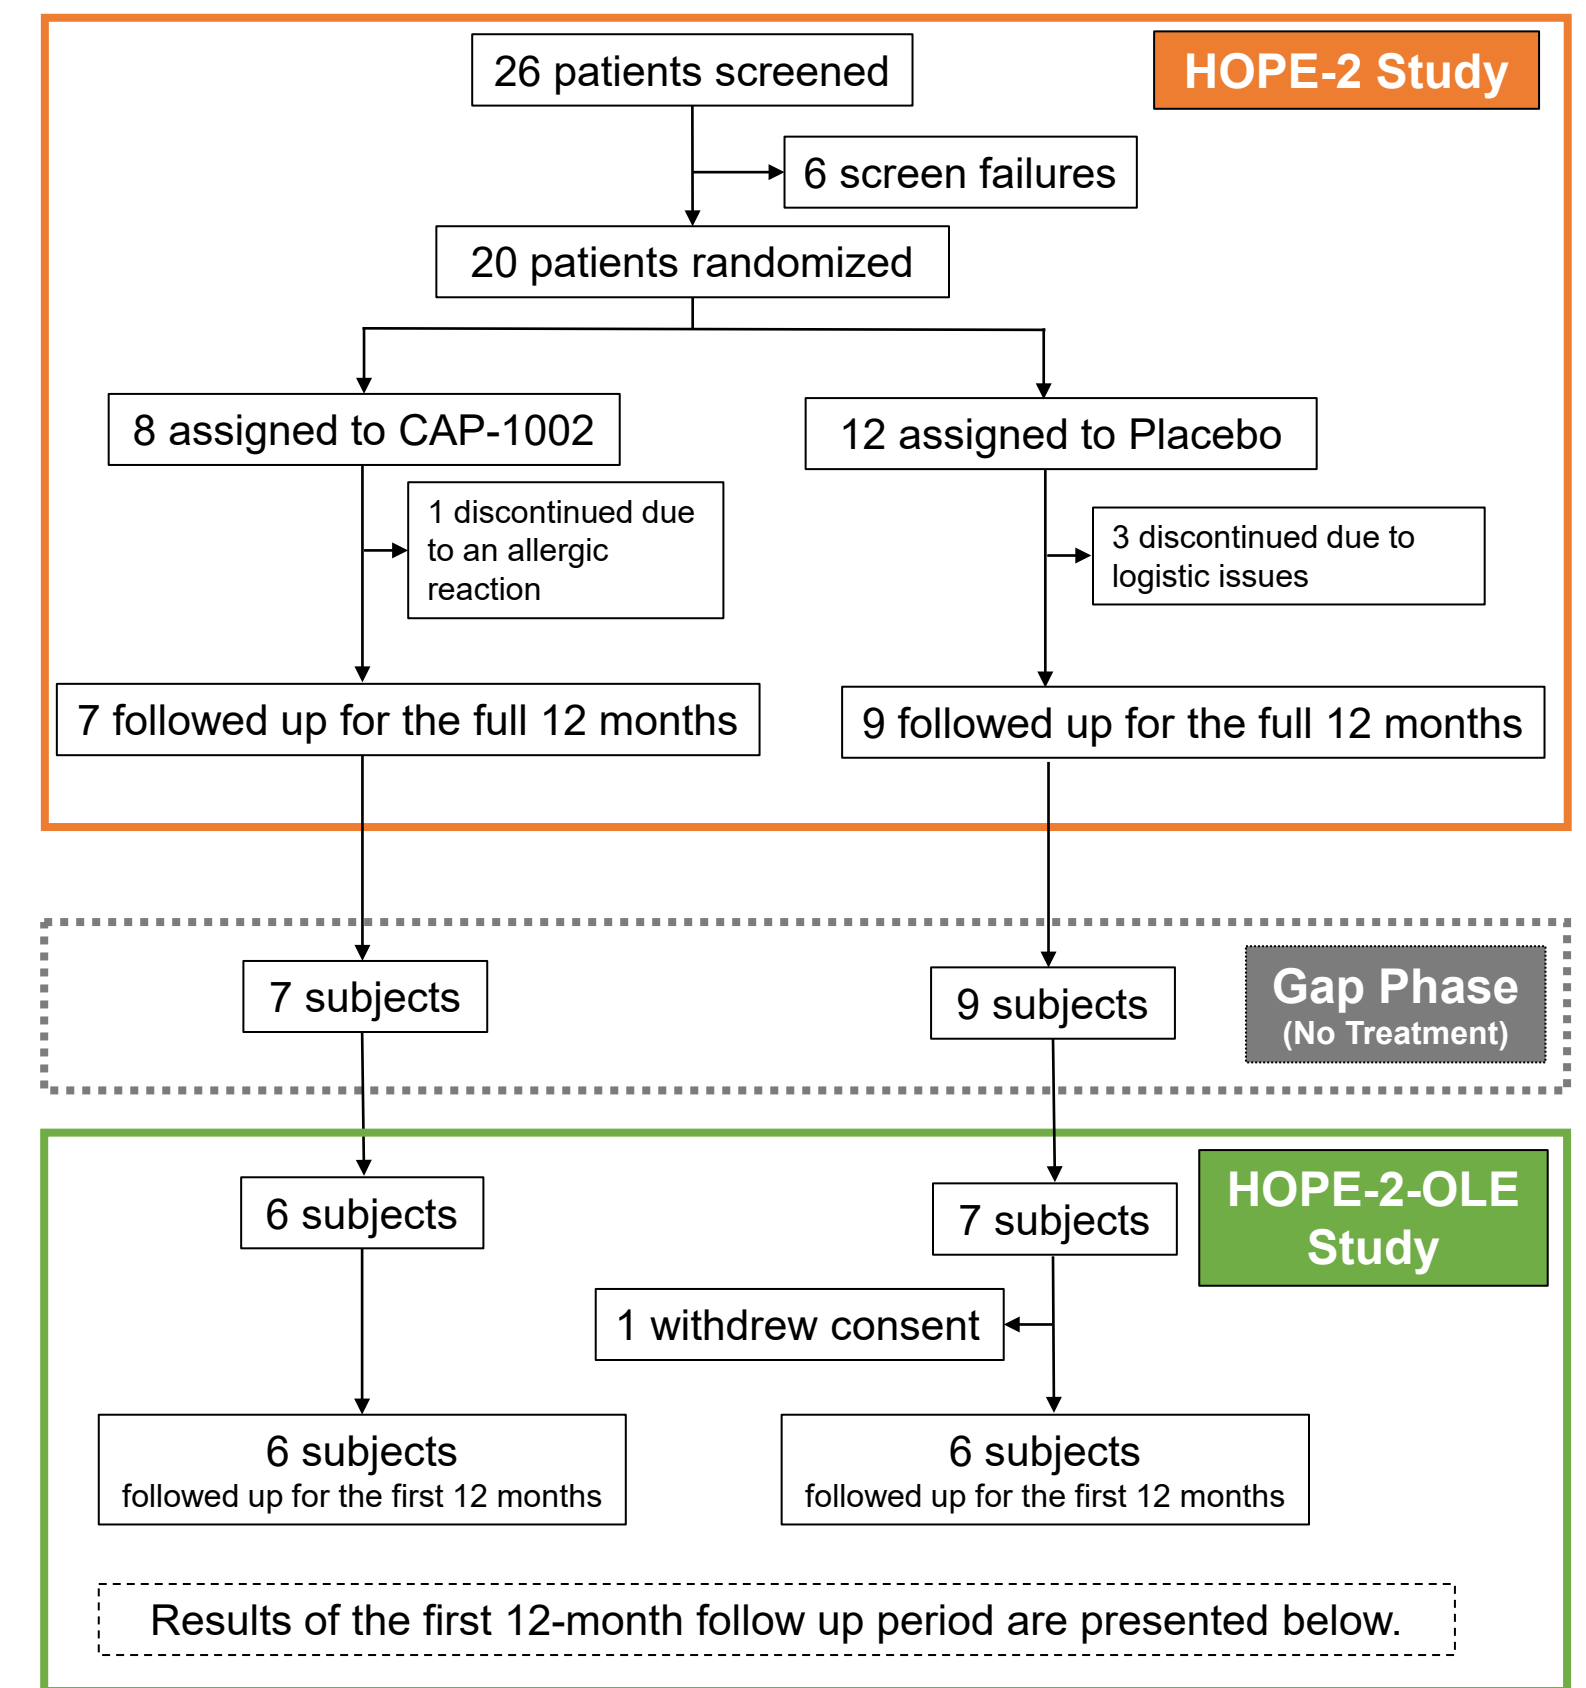 26 patients screened
HOPE-2 Study
6 screen failures
20 patients randomized
8 assigned to CAP-1002
12 assigned to Placebo
1 discontinued due
to an allergic
reaction
3 discontinued due to
logistic issues
7 followed up for the full 12 months
9 followed up for the full 12 months
7 subjects
9 subjects
Gap Phase
(No Treatment)
6 subjects
7 subjects
HOPE-2-OLE
Study
1 withdrew consent
6 subjects
followed up for the first 12 months
6 subjects
followed up for the first 12 months
Results of the first 12-month follow up period are presented below.